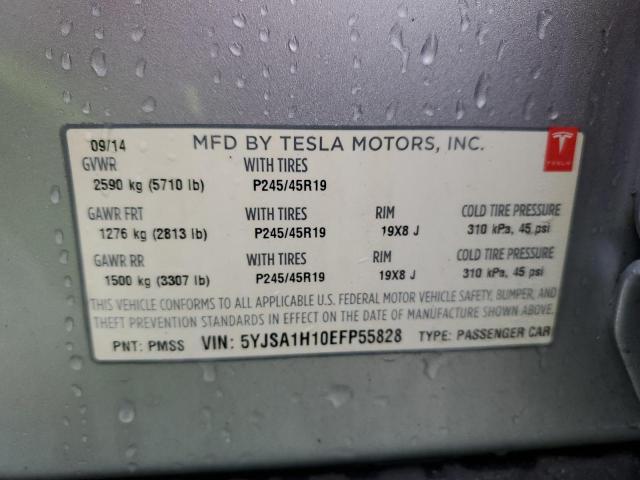 09/14 MFD BY TESLA MOTORS, INC.
TESLA
GVWR WITH TIRES
2590 kg (5710 lb) P245/45R19
GAWR FRT WITH TIRES RIM COLD TIRE PRESSURE
1276 kg (2813 lb) P245/45R19 19X8 J 310 kPa, 45 psi
GAWR RR WITH TIRES RIM COLD TIRE PRESSURE
1500 kg (3307 lb) P245/45R19 19X8 J 310 kPa, 45 psi
THIS VEHICLE CONFORMS TO ALL APPLICABLE U.S. FEDERAL MOTOR VEHICLE SAFETY, BUMPER, AND
THEFT PREVENTION STANDARDS IN EFFECT ON THE DATE OF MANUFACTURE SHOWN ABOVE.
PNT: PMSS VIN: 5YJSA1H10EFP55828 TYPE: PASSENGER CAR